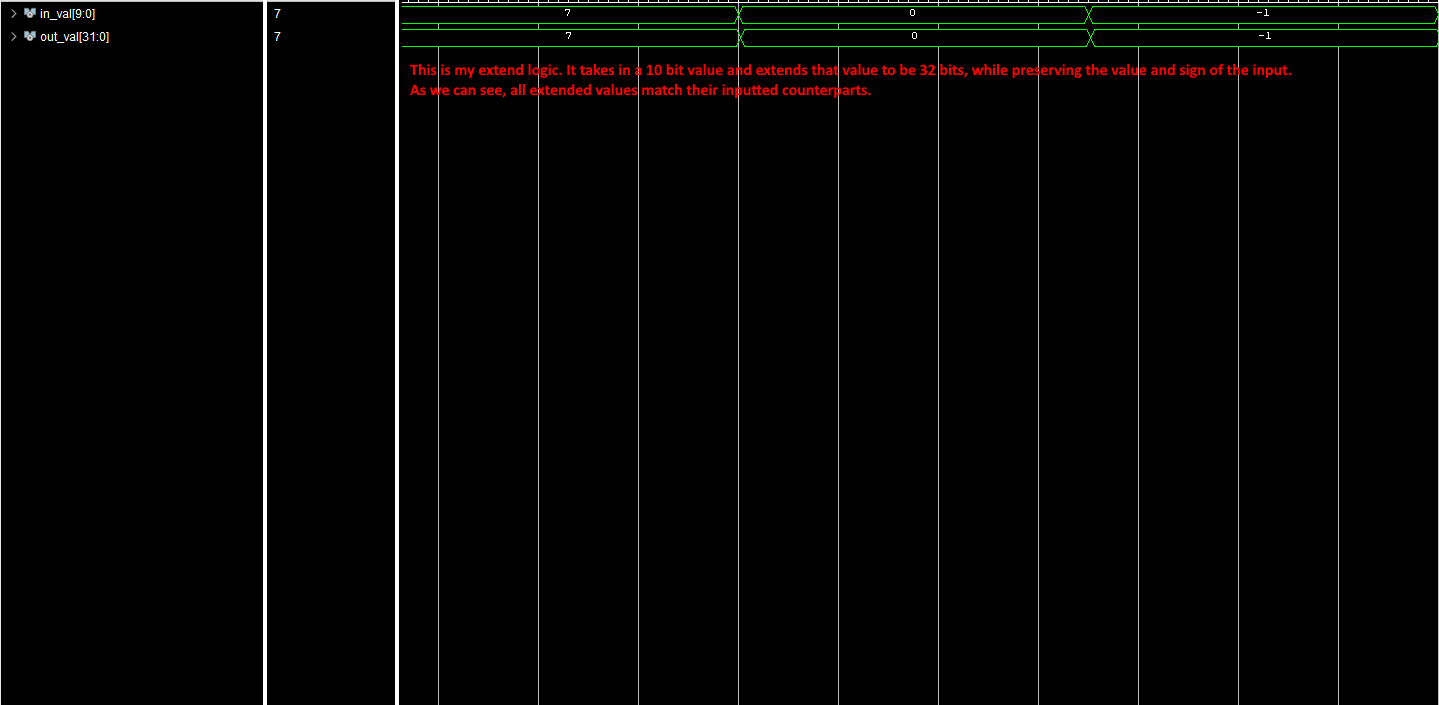 in_val[9:0] 7 7 0 -1
out_val[31:0] 7 7 0 -1
This is my extend logic. It takes in a 10 bit value and extends that value to be 32 bits, while preserving the value and sign of the input.
As we can see, all extended values match their inputted counterparts.